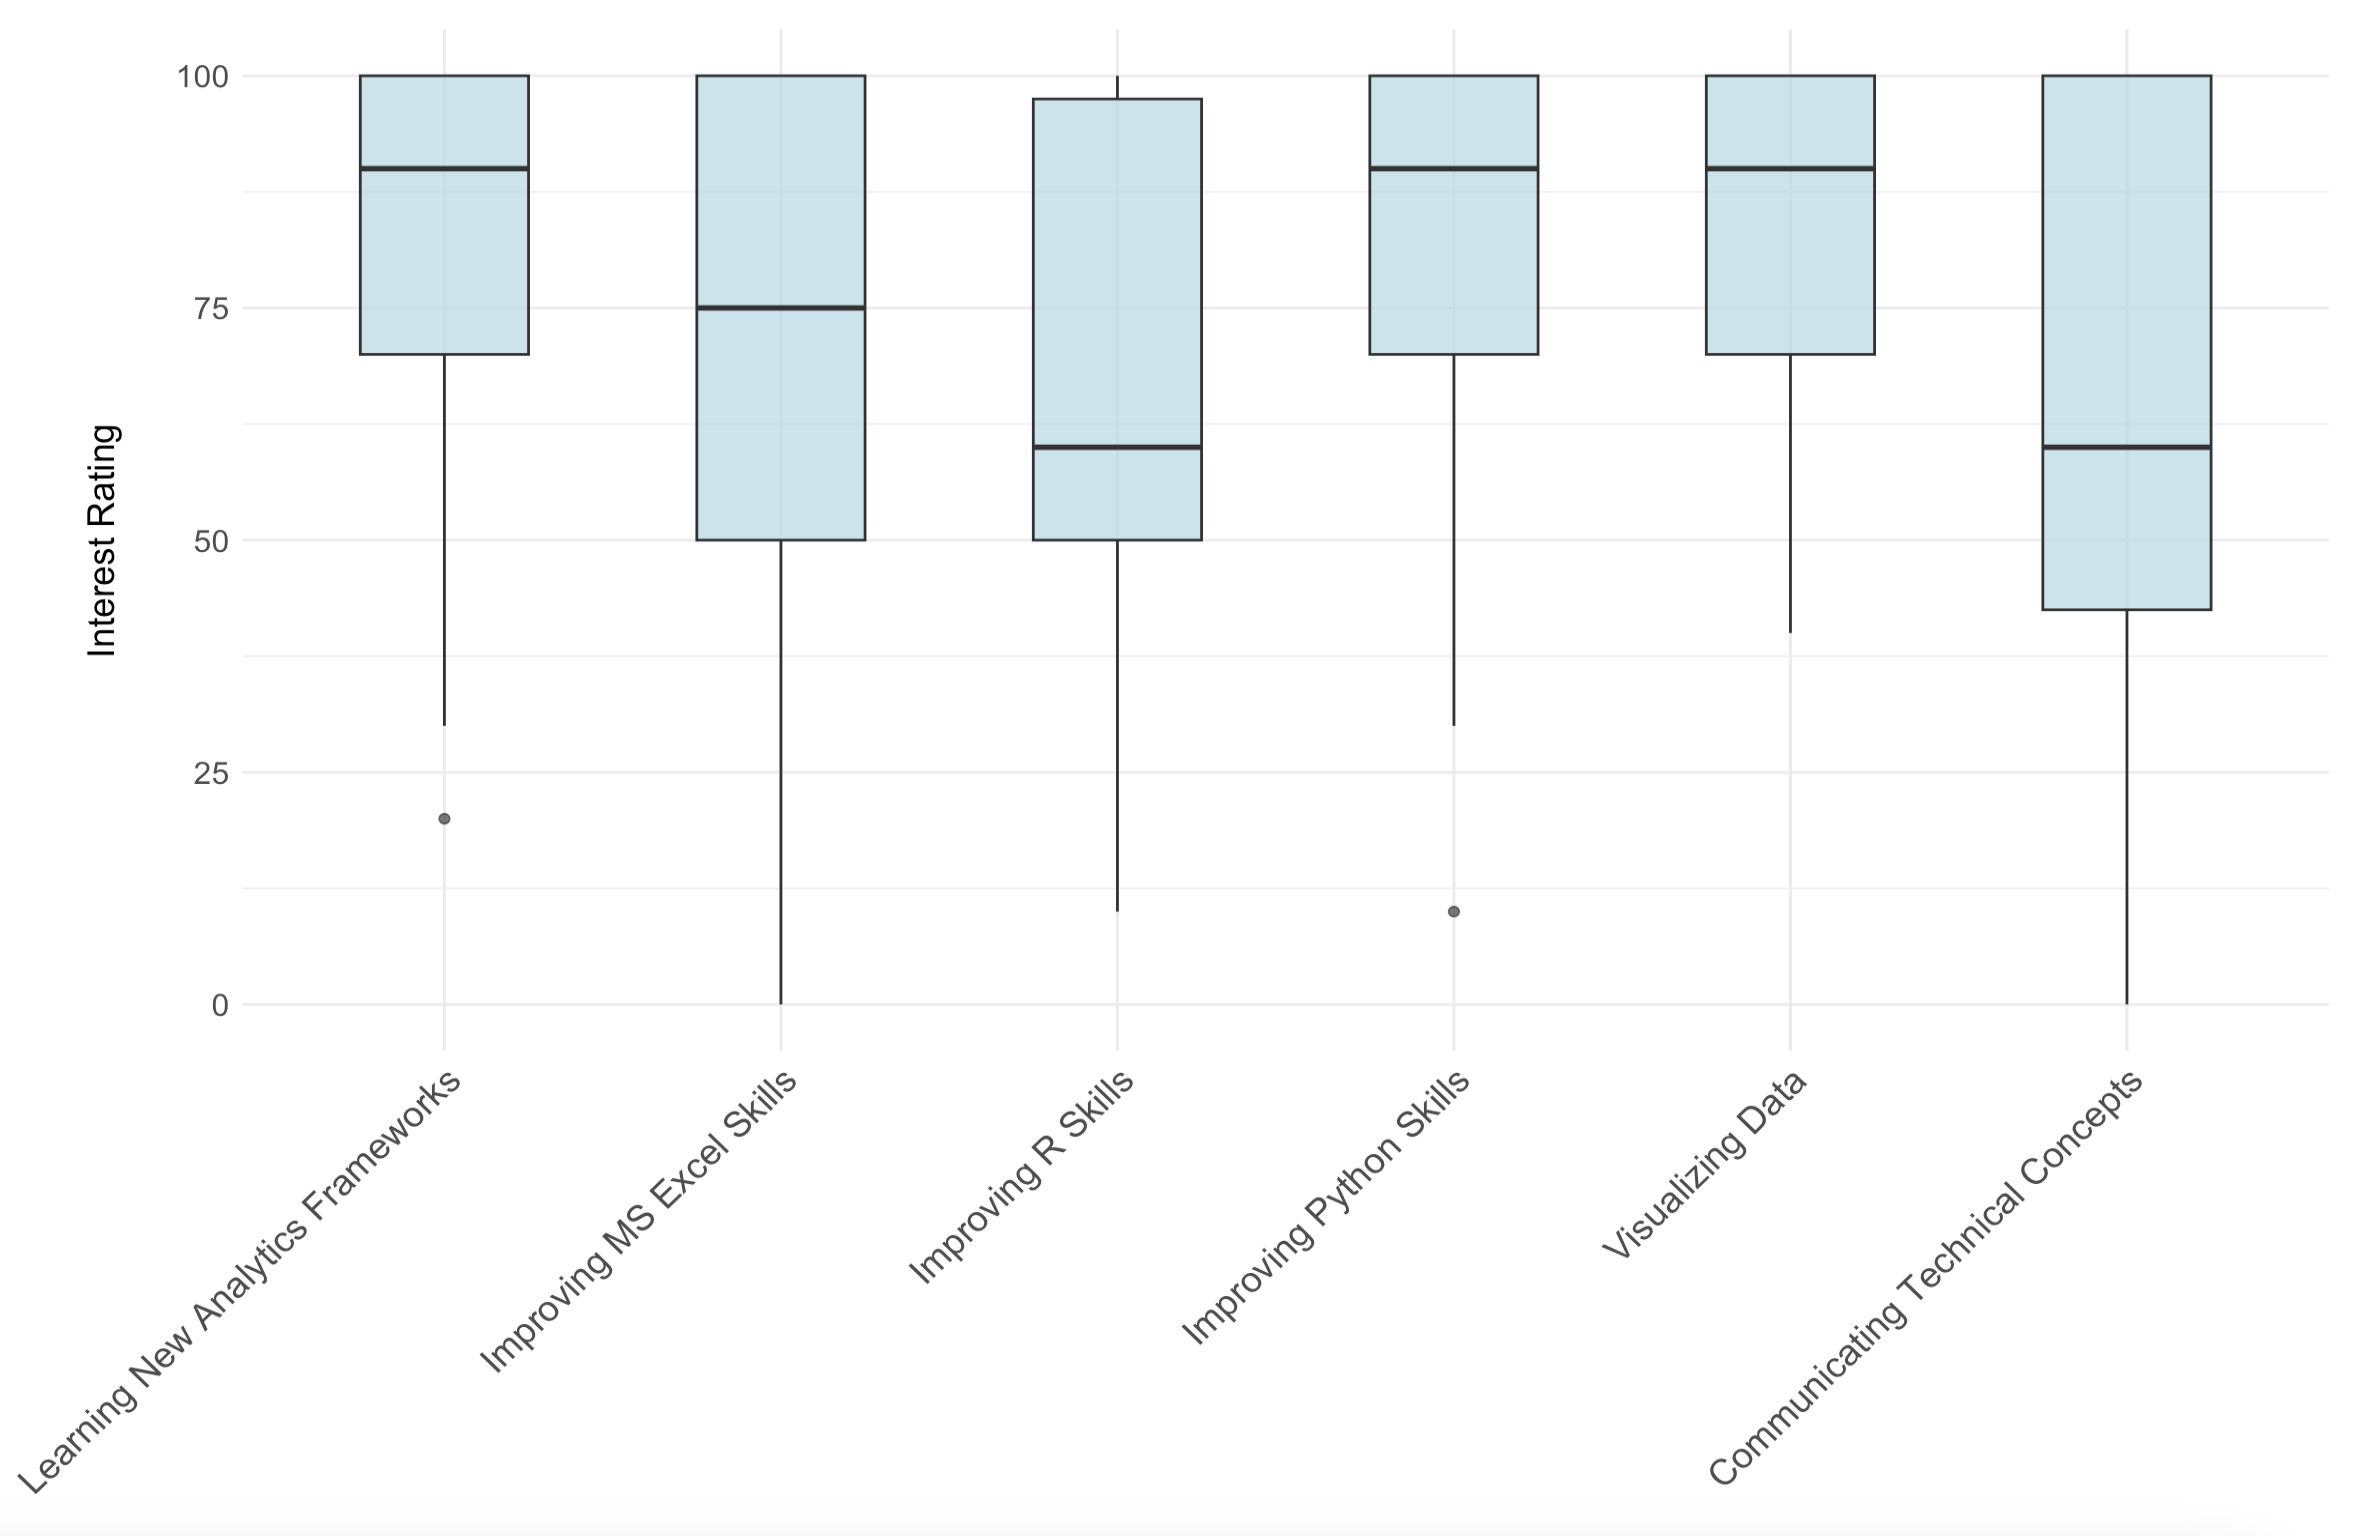 100
75
50
25
0
Interest Rating
Learning New Analytics Frameworks
Improving MS Excel Skills
Improving R Skills
Improving Python Skills
Visualizing Data
Communicating Technical Concepts